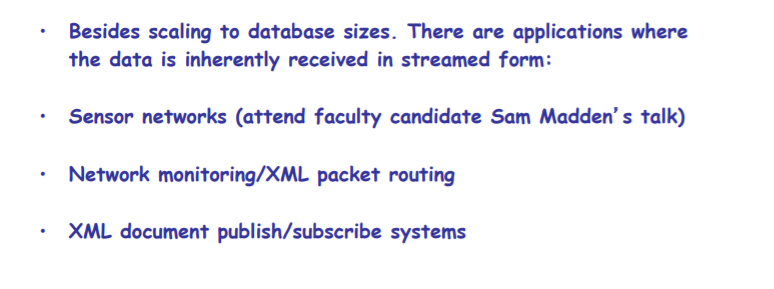 • Besides scaling to database sizes. There are applications where
the data is inherently received in streamed form:
• Sensor networks (attend faculty candidate Sam Madden’s talk)
• Network monitoring/XML packet routing
• XML document publish/subscribe systems